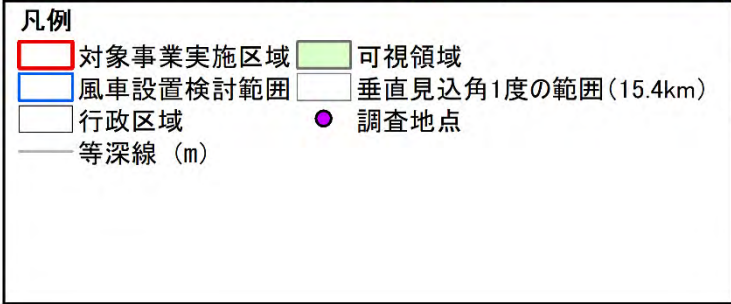 凡例
対象事業実施区域 可視領域
風車設置検討範囲 垂直見込角1度の範囲(15.4km)
行政区域 調査地点
等深線 (m)